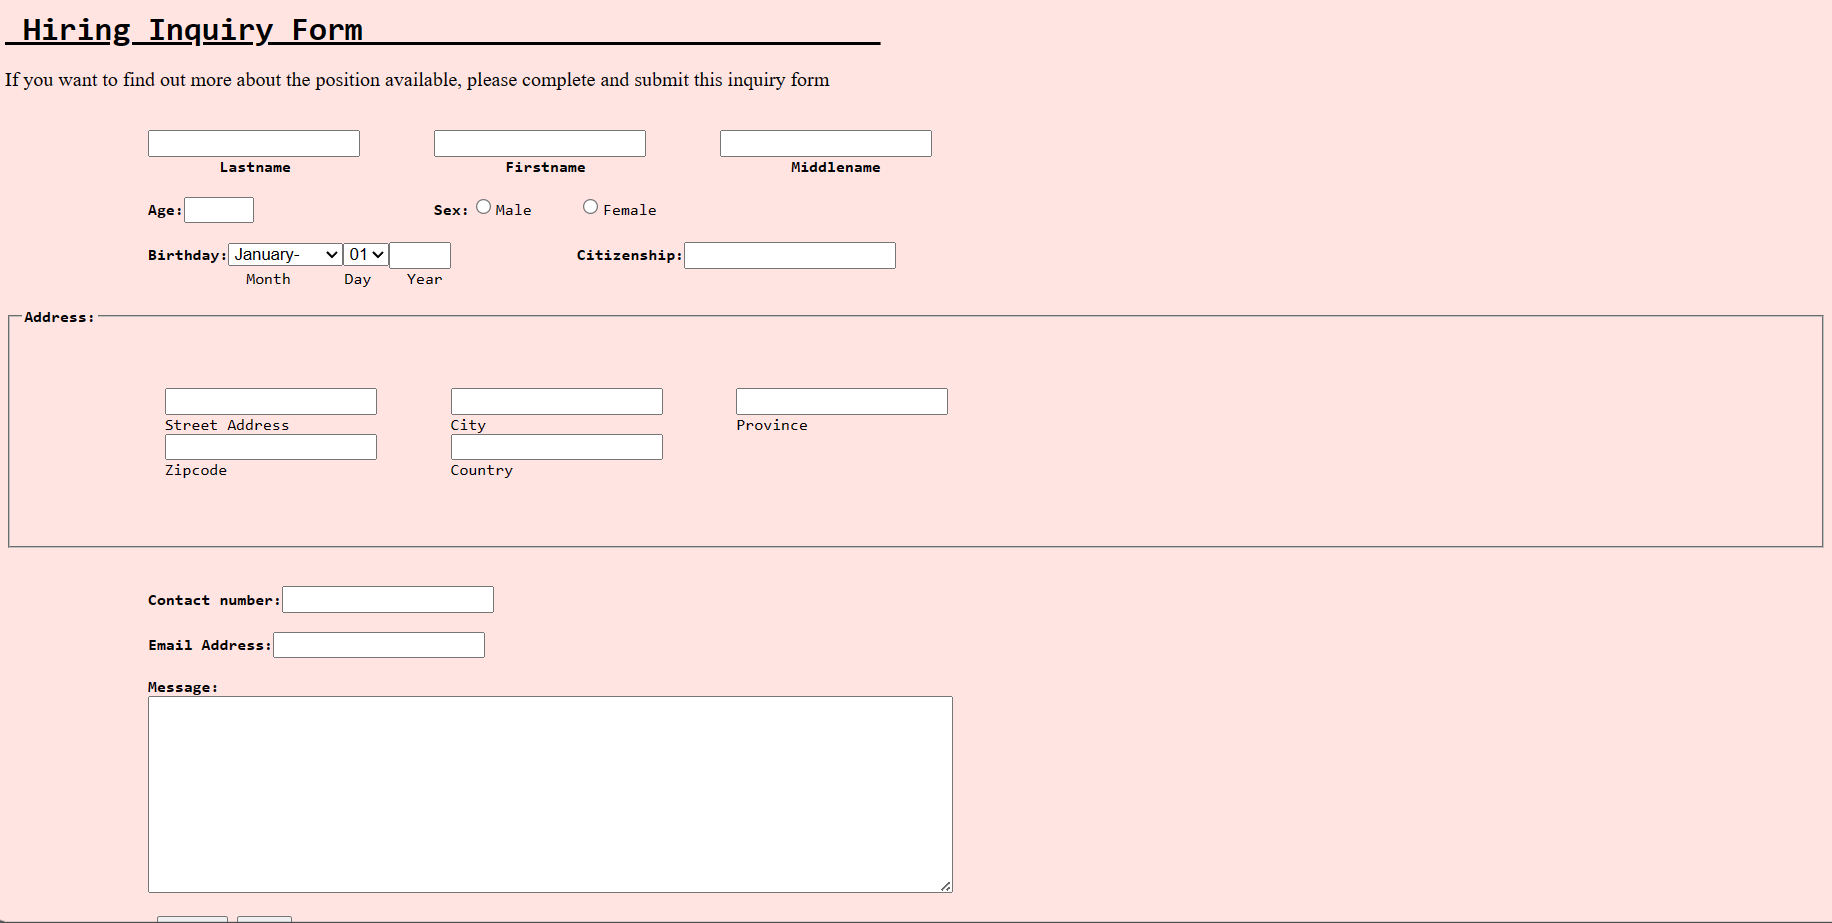 Hiring Inquiry Form
If you want to find out more about the position available, please complete and submit this inquiry form
Lastname Firstname Middlename
Age: Sex: Male Female
Birthday: January- 01 Citizenship:
Month Day Year
Address:
Street Address City Province
Zipcode Country
Contact number:
Email Address:
Message: